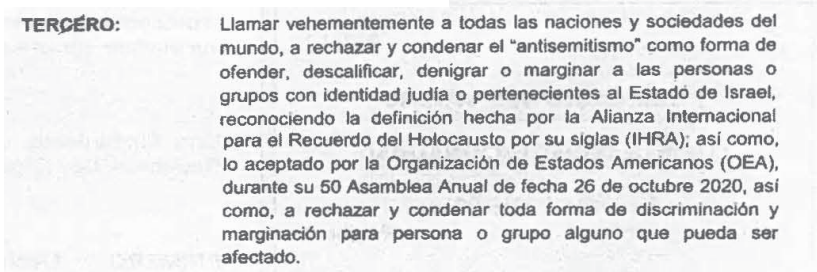 TERCERO: Llamar vehementemente a todas las naciones y sociedades del
mundo, a rechazar y condenar el "antisemitismo" como forma de
ofender, descalificar, denigrar o marginar a las personas o
grupos con identidad judía o pertenecientes al Estado de Israel,
reconociendo la definición hecha por la Alianza Internacional
para el Recuerdo del Holocausto por su siglas (IHRA); así como,
lo ceptado por la Organización de Estados Americanos (OEA),
durante su 50 Asamblea Anual de fecha 26 de octubre 2020, así
como, a rechazar y condenar toda forma de discriminación y
marginación para persona o grupo alguno que pueda ser
afectado.